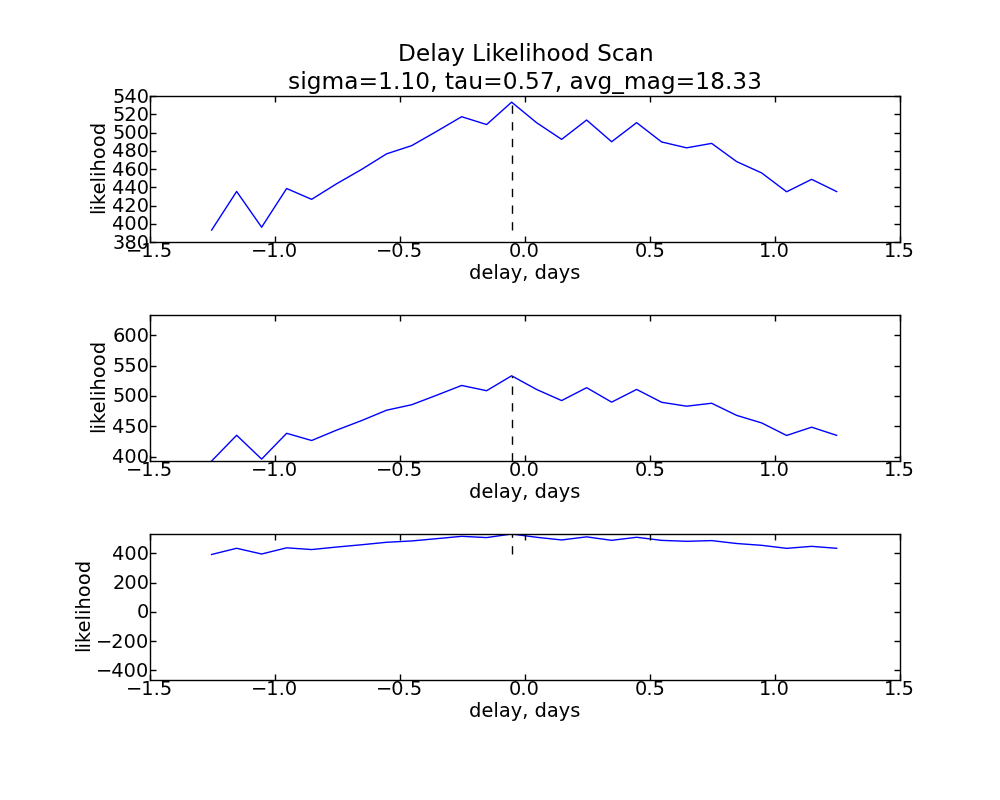 Delay Likelihood Scan
sigma=1.10, tau=0.57, avg_mag=18.33
540
520
500
480
460
440
420
400
380
likelihood
−1.5 −1.0 −0.5 0.0 0.5 1.0 1.5
delay, days
600
550
500
450
400
likelihood
−1.5 −1.0 −0.5 0.0 0.5 1.0 1.5
delay, days
400
200
0
−200
−400
likelihood
−1.5 −1.0 −0.5 0.0 0.5 1.0 1.5
delay, days